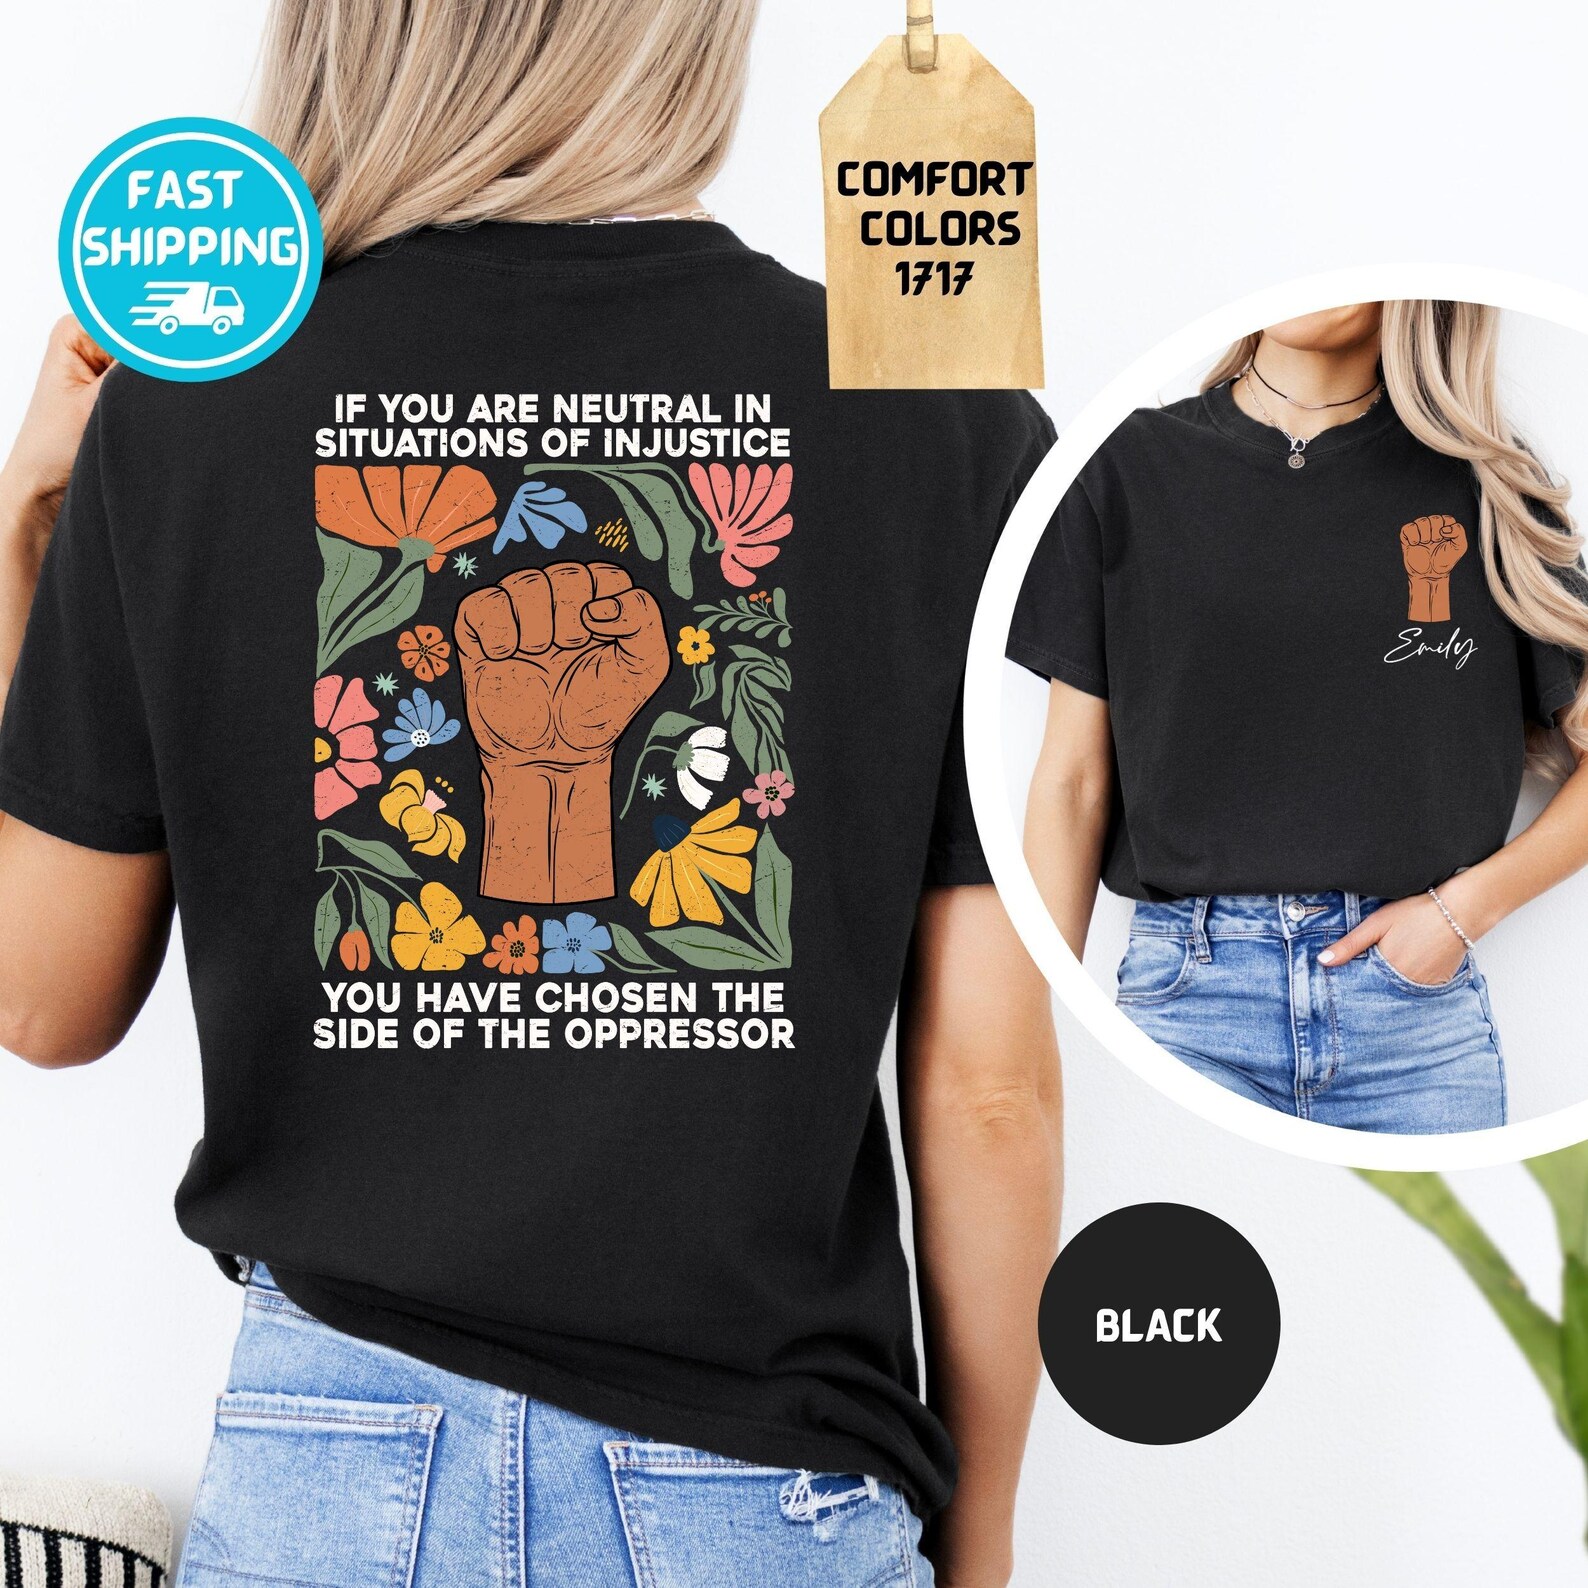 FAST
SHIPPING
COMFORT
COLORS
1717
IF YOU ARE NEUTRAL IN
SITUATIONS OF INJUSTICE
YOU HAVE CHOSEN THE
SIDE OF THE OPPRESSOR
Emily
BLACK